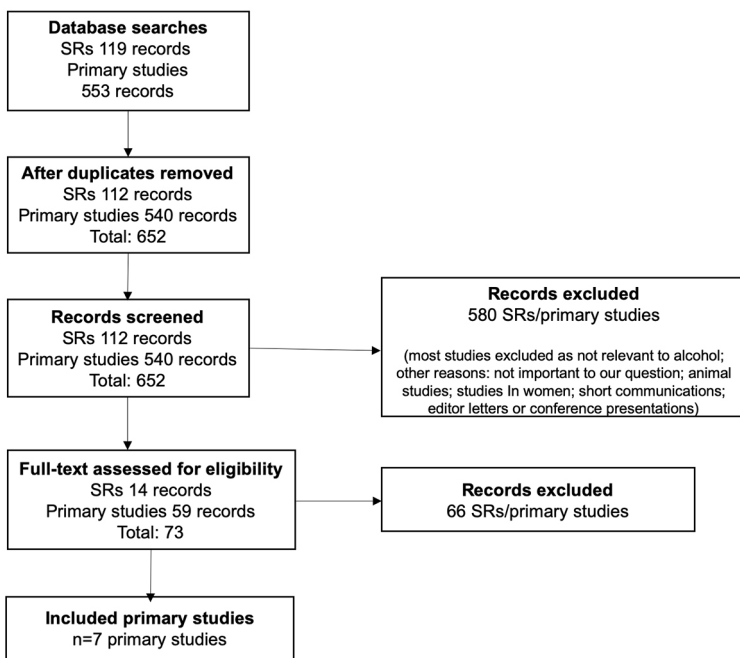 Database searches
SRs 119 records
Primary studies
553 records
After duplicates removed
SRs 112 records
Primary studies 540 records
Total: 652
Records screened
SRs 112 records
Primary studies 540 records
Total: 652
Records excluded
580 SRs/primary studies
(most studies excluded as not relevant to alcohol;
other reasons: not important to our question; animal
studies; studies In women; short communications;
editor letters or conference presentations)
Full-text assessed for eligibility
SRs 14 records
Primary studies 59 records
Total: 73
Records excluded
66 SRs/primary studies
Included primary studies
n=7 primary studies